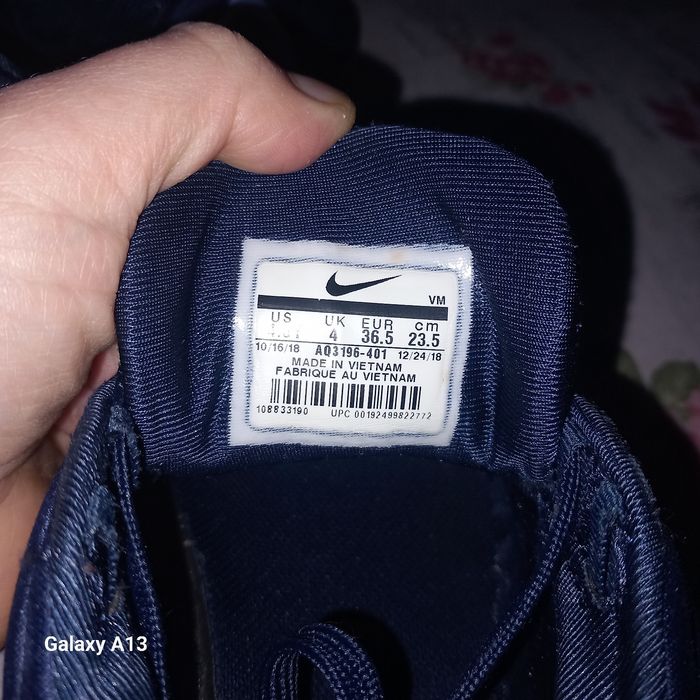 VM
US UK EUR cm
4 36.5 23.5
10/16/18 AQ3196-401 12/24/18
MADE IN VIETNAM
FABRIQUE AU VIETNAM
108833190 UPC 00192499822772
Galaxy A13